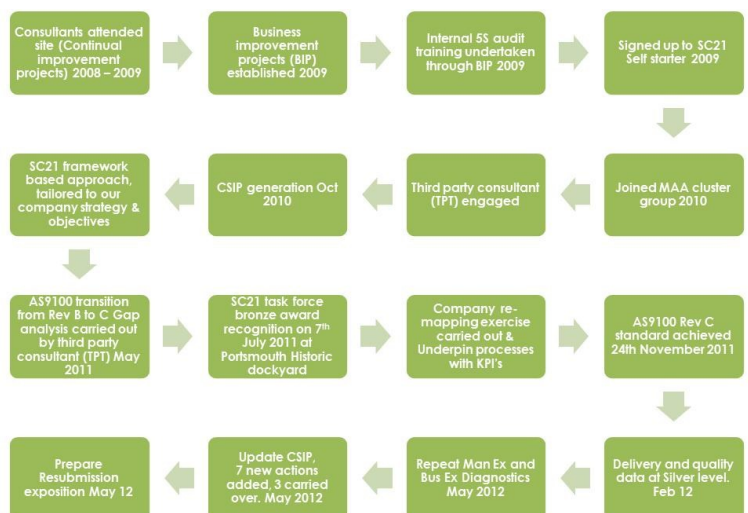 Consultants attended
site (Continual
improvement
projects) 2008 – 2009
Business
improvement
projects (BIP)
established 2009
Internal 5S audit
training undertaken
through BIP 2009
Signed up to SC21
Self starter 2009
Joined MAA cluster
group 2010
Third party consultant
(TPT) engaged
CSIP generation Oct
2010
SC21 framework
based approach,
tailored to our
company strategy &
objectives
AS9100 transition
from Rev B to C Gap
analysis carried out
by third party
consultant (TPT) May
2011
SC21 task force
bronze award
recognition on 7th
July 2011 at
Portsmouth Historic
dockyard
Company re-
mapping exercise
carried out &
Underpin processes
with KPI's
AS9100 Rev C
standard achieved
24th November 2011
Delivery and quality
data at Silver level.
Feb 12
Repeat Man Ex and
Bus Ex Diagnostics
May 2012
Update CSIP,
7 new actions
added, 3 carried
over. May 2012
Prepare
Resubmission
exposition May 12